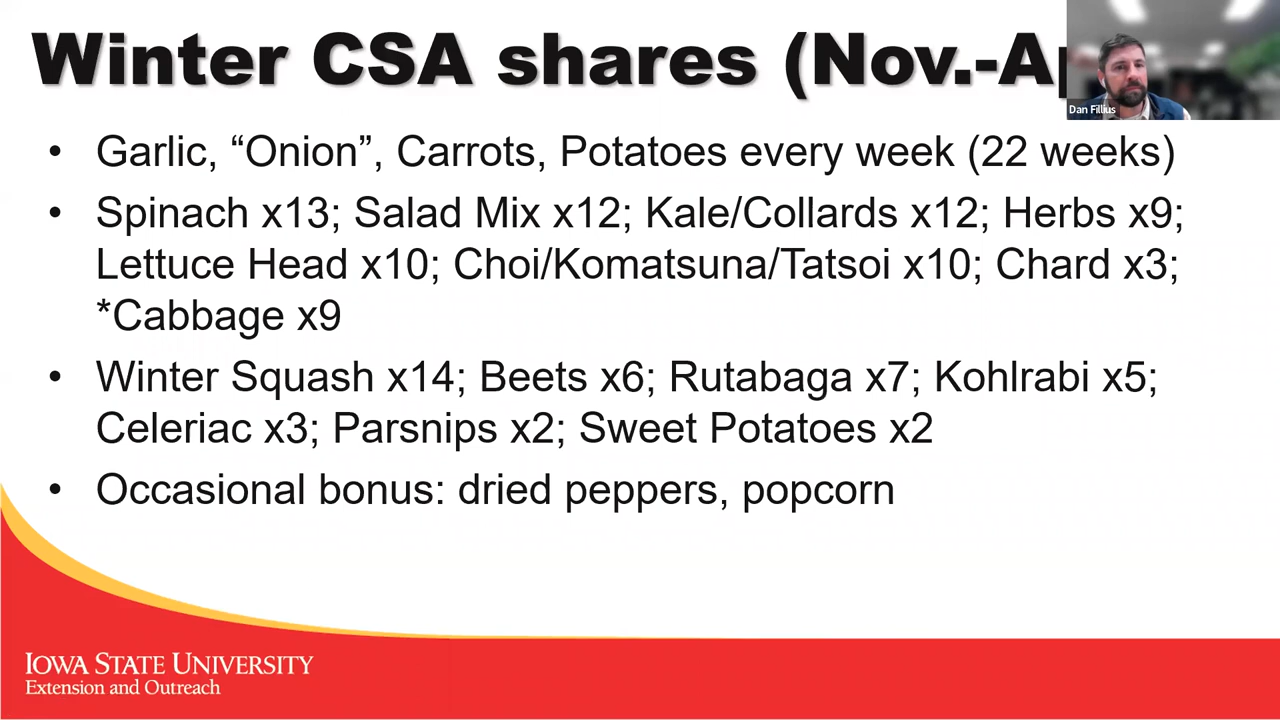 Winter CSA shares (Nov.-Ap
Dan Fillius
• Garlic, “Onion”, Carrots, Potatoes every week (22 weeks)
• Spinach x13; Salad Mix x12; Kale/Collards x12; Herbs x9;
Lettuce Head x10; Choi/Komatsuna/Tatsoi x10; Chard x3;
*Cabbage x9
• Winter Squash x14; Beets x6; Rutabaga x7; Kohlrabi x5;
Celeriac x3; Parsnips x2; Sweet Potatoes x2
• Occasional bonus: dried peppers, popcorn
IOWA STATE UNIVERSITY
Extension and Outreach